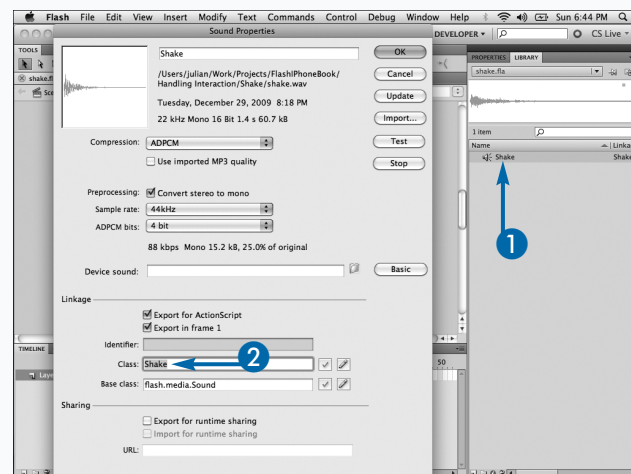 Flash File Edit View Insert Modify Text Commands Control Debug Window Help Sun 6:44 PM
Sound Properties
DEVELOPER
CS Live
TOOLS
Shake
OK
PROPERTIES LIBRARY
shake.fla
/Users/julian/Work/Projects/FlashIPhoneBook/
Handling Interaction/Shake/shake.wav
Cancel
Tuesday, December 29, 2009 8:18 PM
Update
22 kHz Mono 16 Bit 1.4 s 60.7 kB
Import...
1 item
Compression: ADPCM
Test
Name Linka
Use imported MP3 quality
Stop
Shake Shake
Preprocessing: Convert stereo to mono
Sample rate: 44kHz
ADPCM bits: 4 bit
1
88 kbps Mono 15.2 kB, 25.0% of original
Device sound:
Basic
Linkage
Export for ActionScript
Export in frame 1
Identifier:
TIMELINE
Class: Shake
2
50
Base class: flash.media.Sound
Sharing
Export for runtime sharing
Import for runtime sharing
URL: